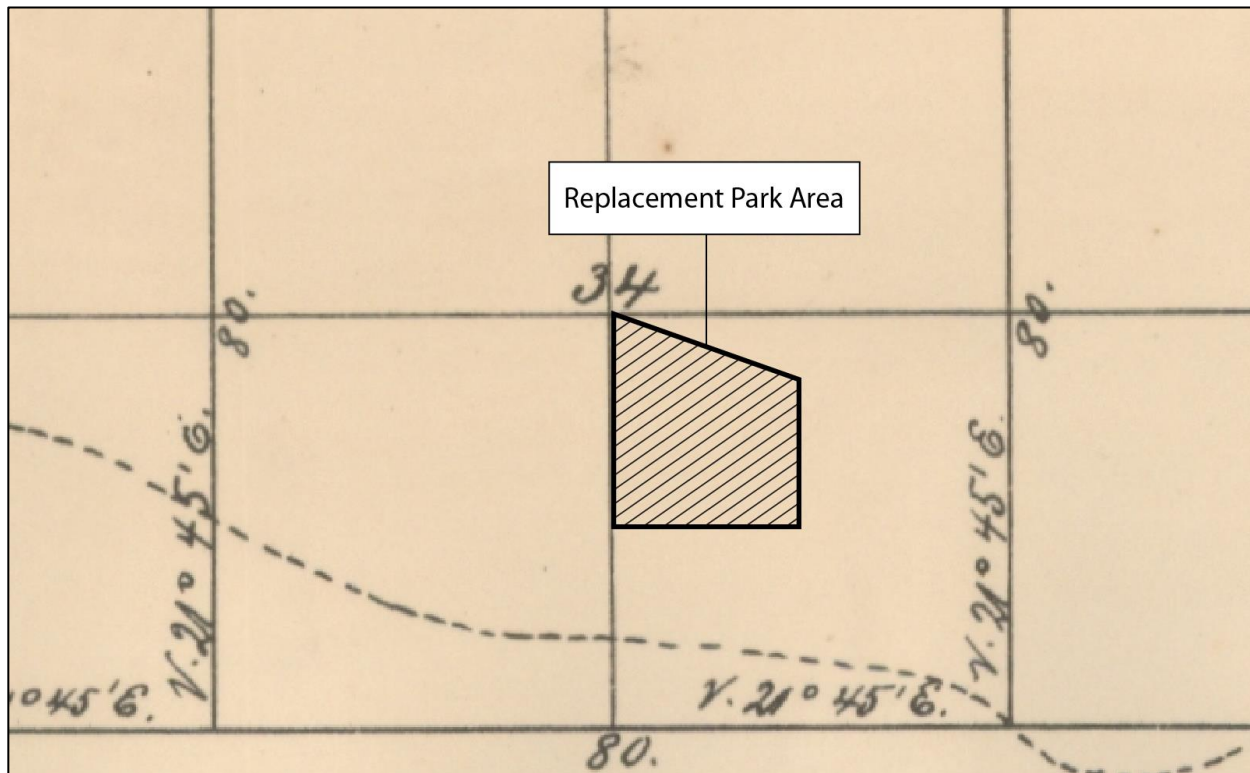 Replacement Park Area
34
80.
80.
V. 21° 45' E.
V. 21° 45' E.
° 45' E.
V. 21° 45' E.
80.